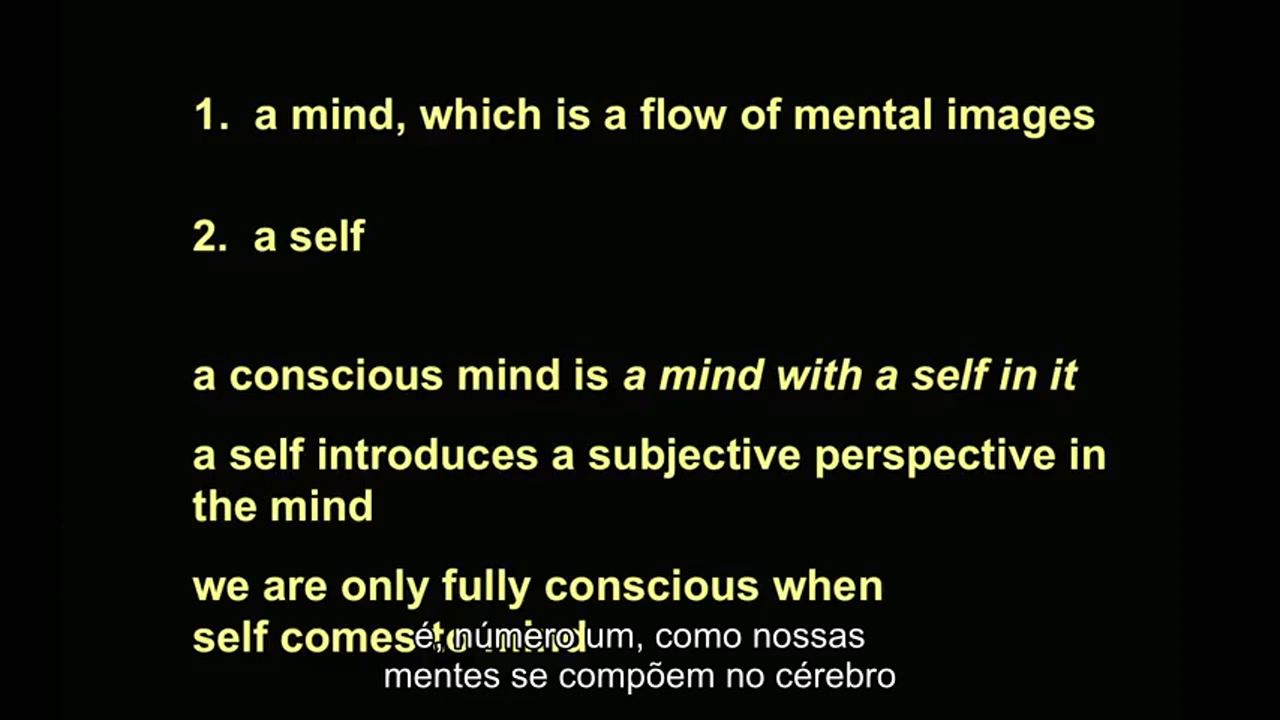 1. a mind, which is a flow of mental images
2. a self
a conscious mind is a mind with a self in it
a self introduces a subjective perspective in
the mind
we are only fully conscious when
self comes to mind
é, número um, como nossas
mentes se compõem no cérebro